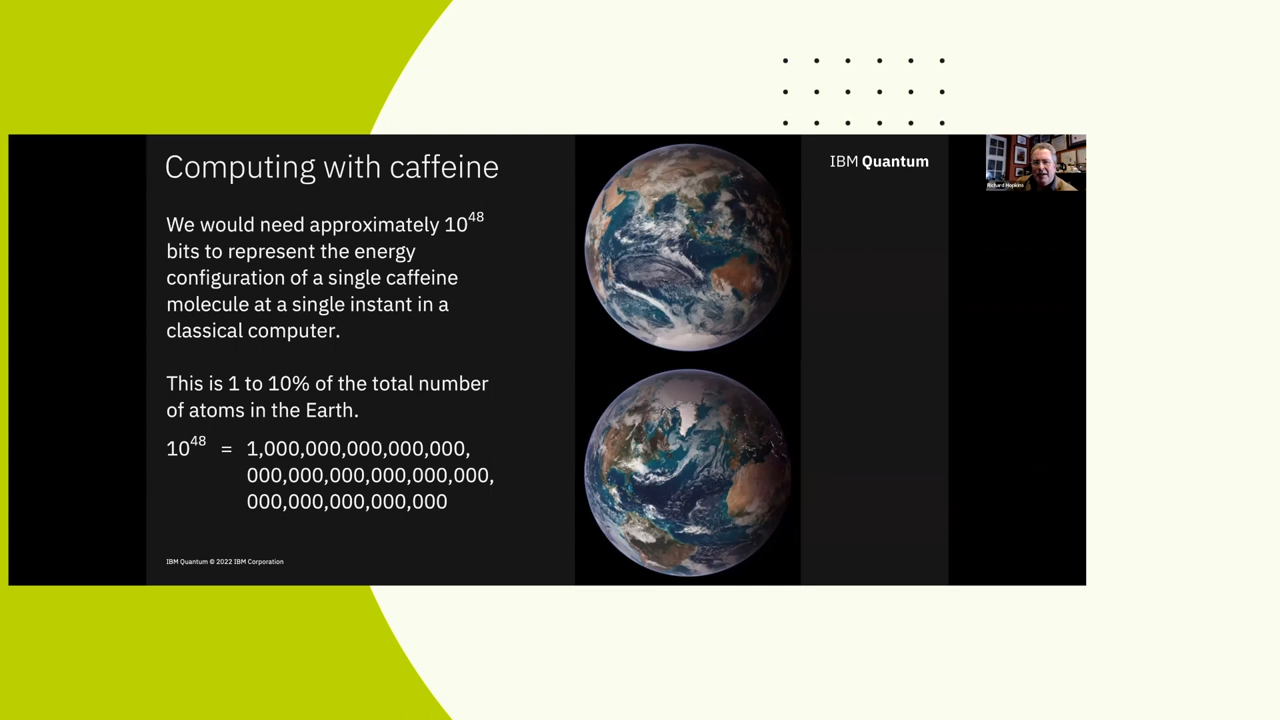 Computing with caffeine
We would need approximately 10⁴⁸
bits to represent the energy
configuration of a single caffeine
molecule at a single instant in a
classical computer.
This is 1 to 10% of the total number
of atoms in the Earth.
10⁴⁸ = 1,000,000,000,000,000,
000,000,000,000,000,000,
000,000,000,000,000
IBM Quantum © 2022 IBM Corporation
IBM Quantum
Richard Hopkins